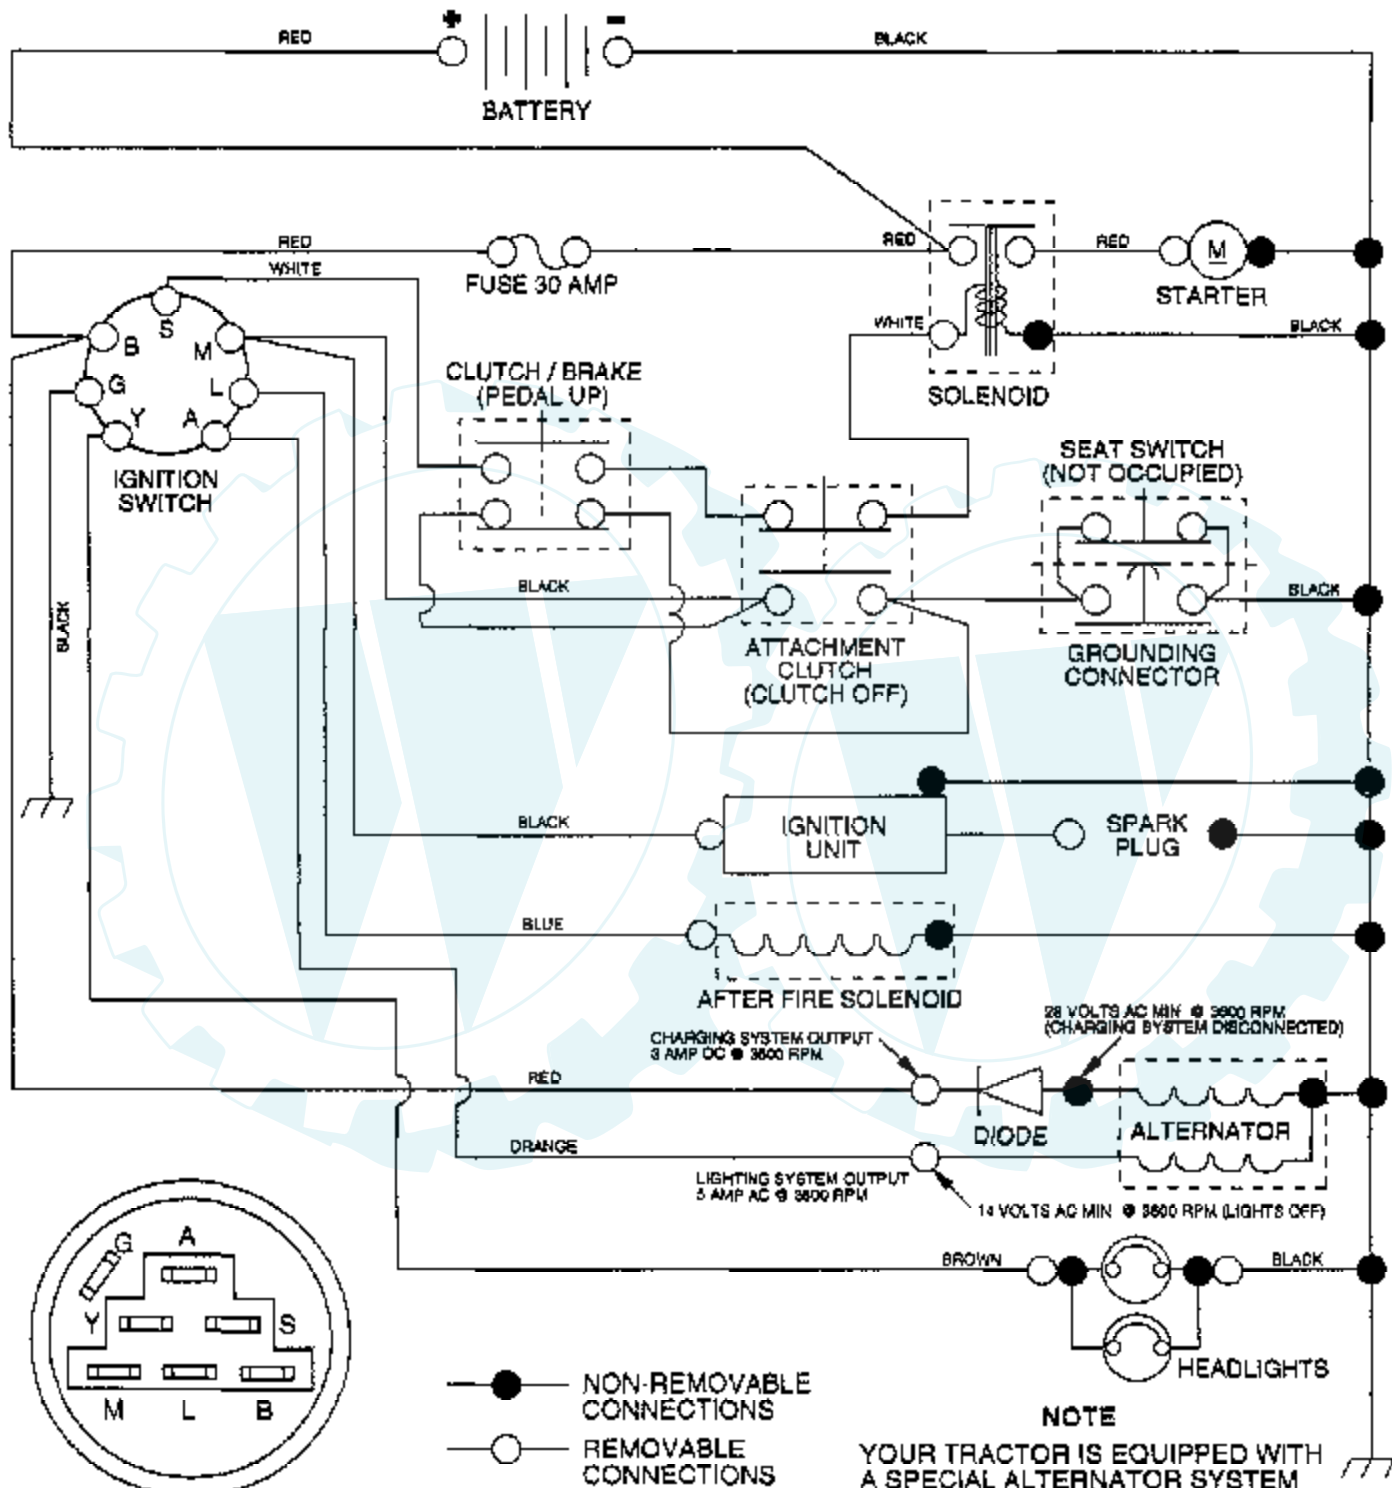 RED
+
-
BLACK
BATTERY
RED
WHITE
FUSE 30 AMP
RED
RED
M
STARTER
WHITE
BLACK
SOLENOID
S
B
M
G
L
Y
A
IGNITION
SWITCH
CLUTCH / BRAKE
(PEDAL UP)
SEAT SWITCH
(NOT OCCUPIED)
BLACK
BLACK
BLACK
ATTACHMENT
CLUTCH
(CLUTCH OFF)
GROUNDING
CONNECTOR
BLACK
IGNITION
UNIT
SPARK
PLUG
BLUE
AFTER FIRE SOLENOID
CHARGING SYSTEM OUTPUT
3 AMP DC @ 3600 RPM
28 VOLTS AC MIN @ 3600 RPM
(CHARGING SYSTEM DISCONNECTED)
RED
DIODE
ALTERNATOR
ORANGE
LIGHTING SYSTEM OUTPUT
5 AMP AC @ 3600 RPM
14 VOLTS AC MIN @ 3600 RPM (LIGHTS OFF)
BROWN
BLACK
HEADLIGHTS
G
A
Y
S
M
L
B
NON-REMOVABLE
CONNECTIONS
REMOVABLE
CONNECTIONS
NOTE
YOUR TRACTOR IS EQUIPPED WITH
A SPECIAL ALTERNATOR SYSTEM